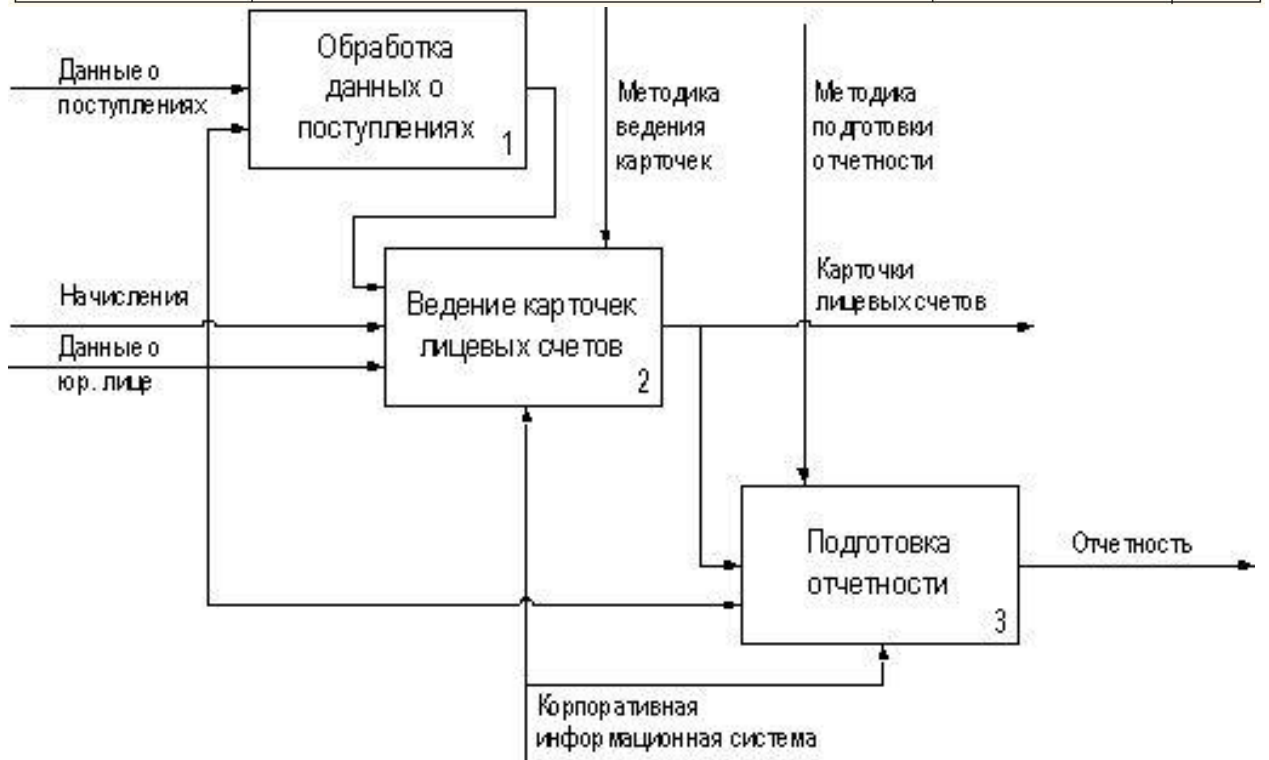 Обработка
данных о
поступлениях
1
Данные о
поступлениях
Методика
ведения
карточек
Методика
подготовки
отчетности
Начисления
Данные о
юр. лице
Ведение карточек
лицевых счетов
2
Карточки
лицевых счетов
Подготовка
отчетности
3
Отчетность
Корпоративная
информационная система